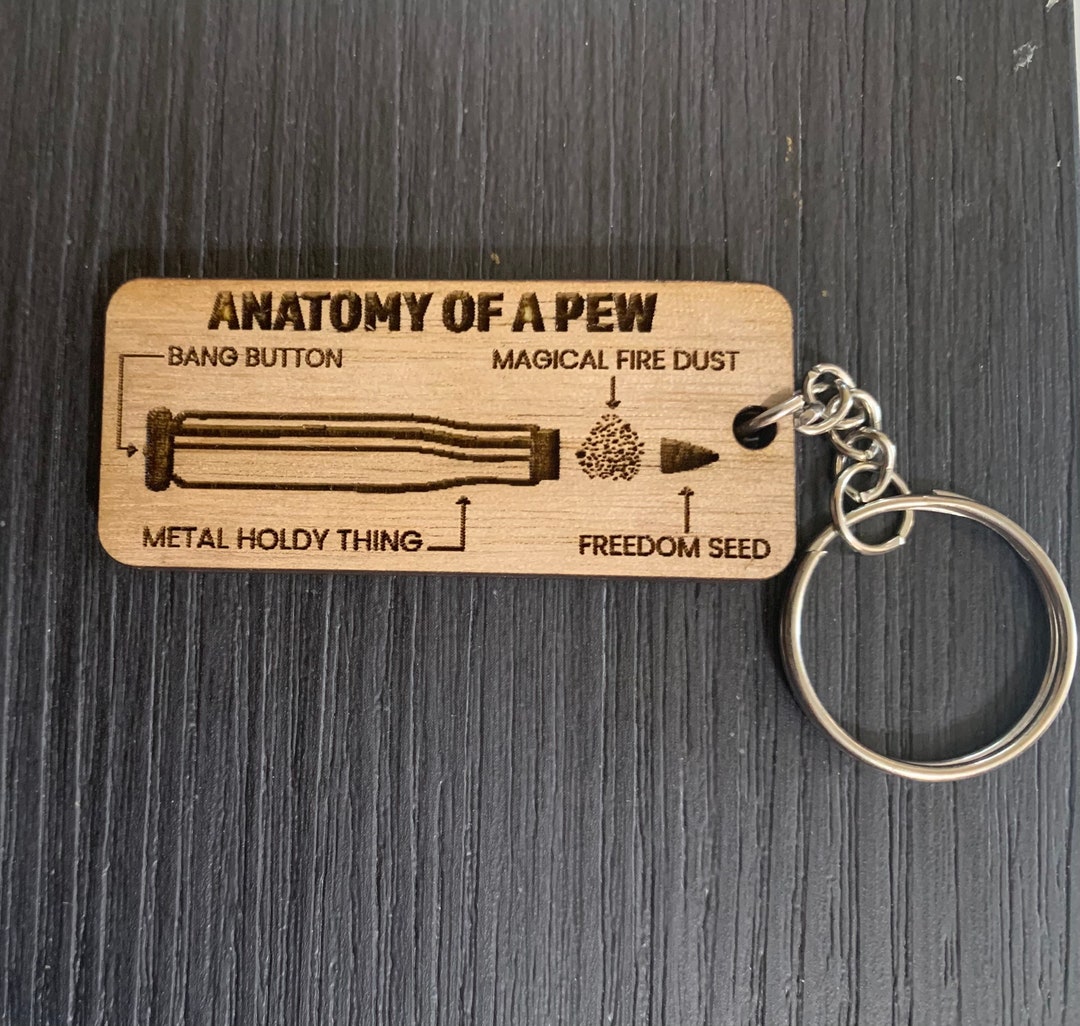 ANATOMY OF A PEW
BANG BUTTON
MAGICAL FIRE DUST
METAL HOLDY THING
FREEDOM SEED